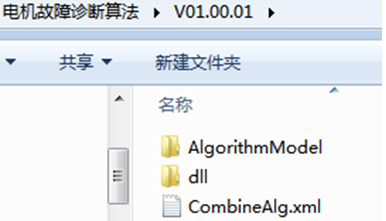 电机故障诊断算法 V01.00.01
共享 新建文件夹
名称
AlgorithmModel
dll
CombineAlg.xml